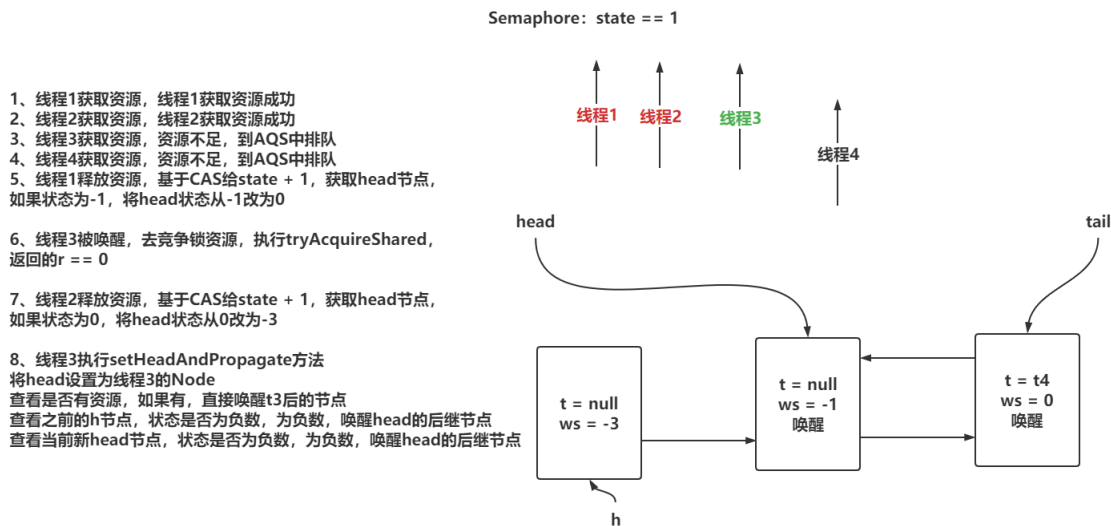 Semaphore：state == 1
1、线程1获取资源，线程1获取资源成功
2、线程2获取资源，线程2获取资源成功
3、线程3获取资源，资源不足，到AQS中排队
4、线程4获取资源，资源不足，到AQS中排队
5、线程1释放资源，基于CAS给state + 1，获取head节点，
如果状态为-1，将head状态从-1改为0
6、线程3被唤醒，去竞争锁资源，执行tryAcquireShared，
返回的r == 0
7、线程2释放资源，基于CAS给state + 1，获取head节点，
如果状态为0，将head状态从0改为-3
8、线程3执行setHeadAndPropagate方法
将head设置为线程3的Node
查看是否有资源，如果有，直接唤醒t3后的节点
查看之前的h节点，状态是否为负数，为负数，唤醒head的后继节点
查看当前新head节点，状态是否为负数，为负数，唤醒head的后继节点
线程1
线程2
线程3
线程4
head
tail
t = null
ws = -3
t = null
ws = -1
唤醒
t = t4
ws = 0
唤醒
h